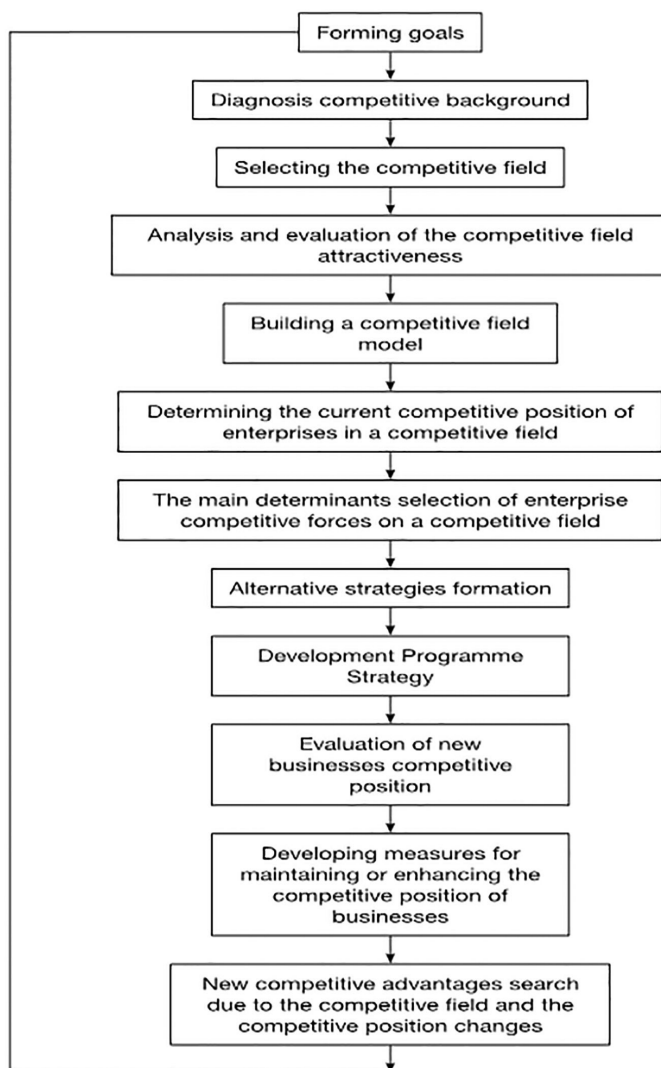 Forming goals
Diagnosis competitive background
Selecting the competitive field
Analysis and evaluation of the competitive field
attractiveness
Building a competitive field
model
Determining the current competitive position of
enterprises in a competitive field
The main determinants selection of enterprise
competitive forces on a competitive field
Alternative strategies formation
Development Programme
Strategy
Evaluation of new
businesses competitive
position
Developing measures for
maintaining or enhancing the
competitive position of
businesses
New competitive advantages search
due to the competitive field and the
competitive position changes